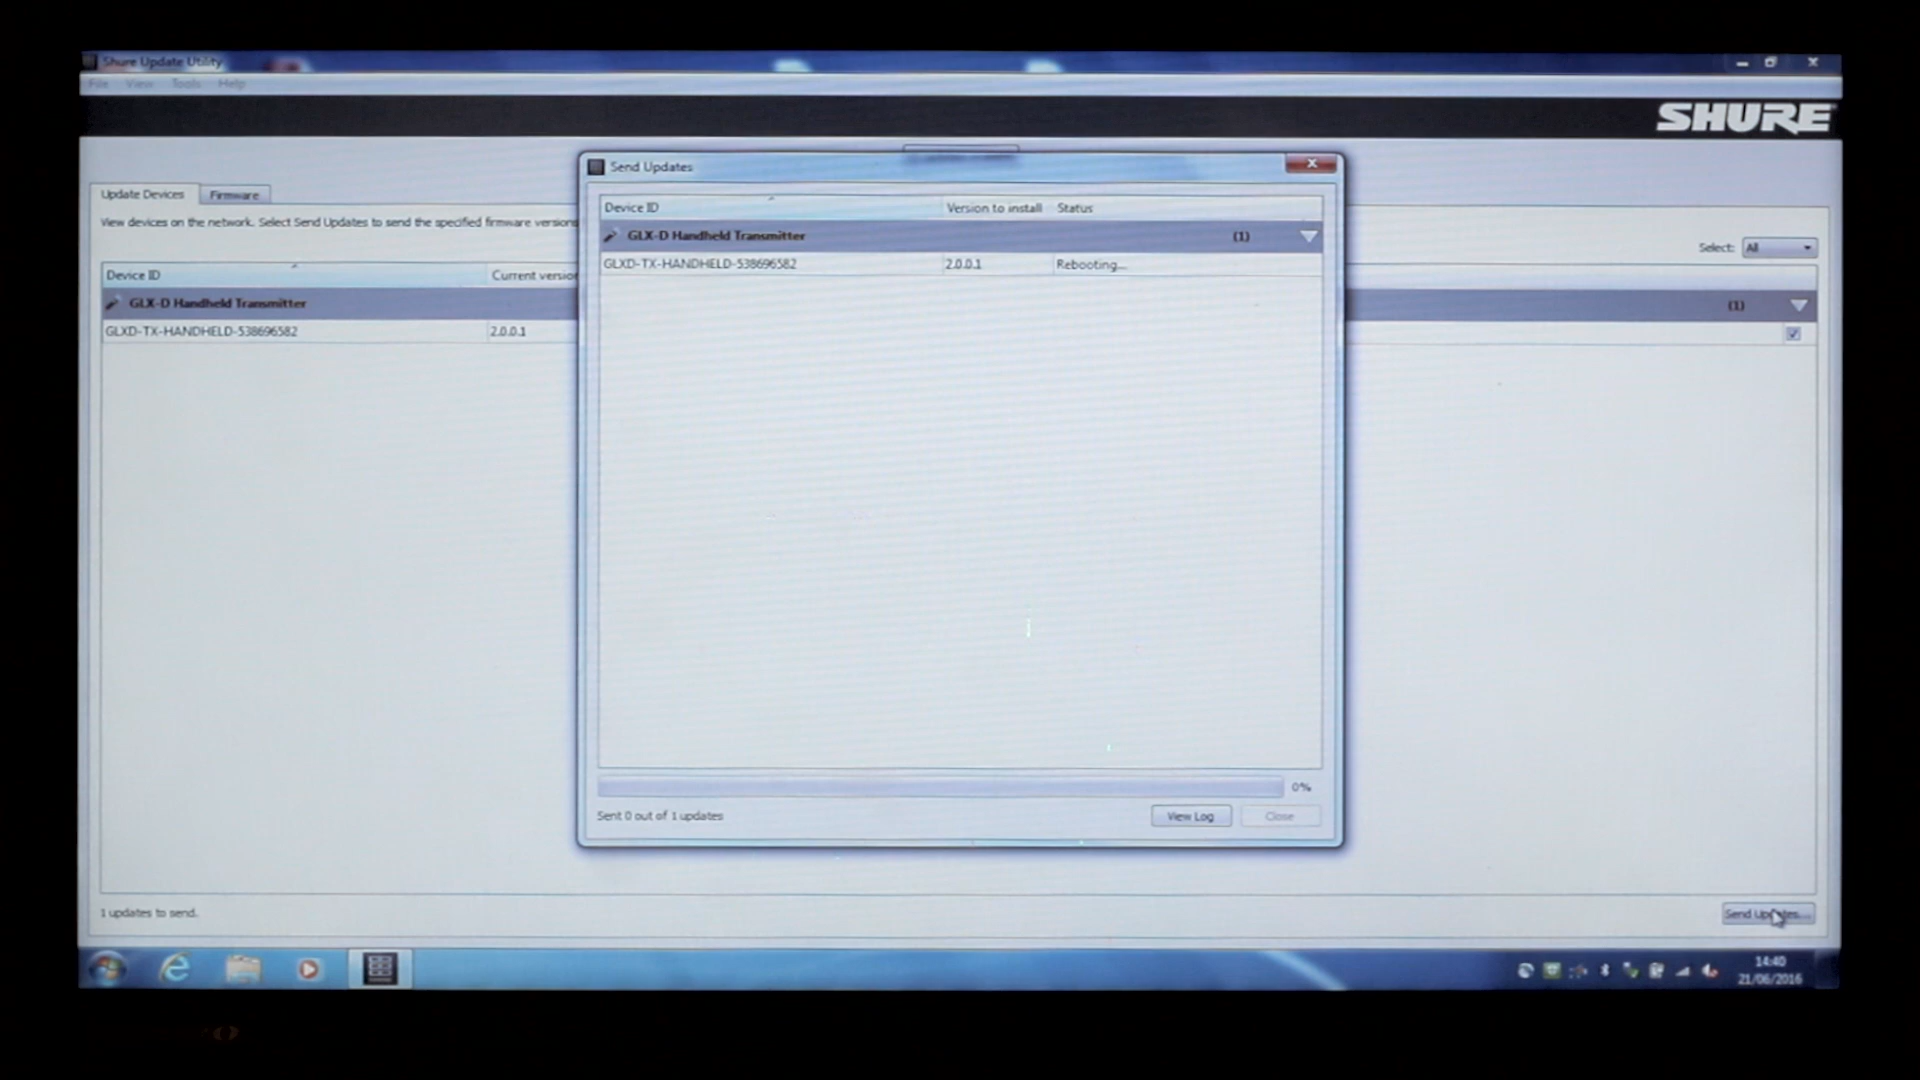 Shure Update Utility
File View Tools Help
SHURE
Send Updates
Update Devices Firmware
View devices on the network. Select Send Updates to send the specified firmware versions
Select: All
Device ID Current version
GLX-D Handheld Transmitter (1)
GLXD-TX-HANDHELD-538696582 2.0.0.1
Device ID Version to install Status
GLX-D Handheld Transmitter (1)
GLXD-TX-HANDHELD-538696582 2.0.0.1 Rebooting...
0%
Sent 0 out of 1 updates View Log Close
1 updates to send. Send Updates...
14:40
21/06/2016